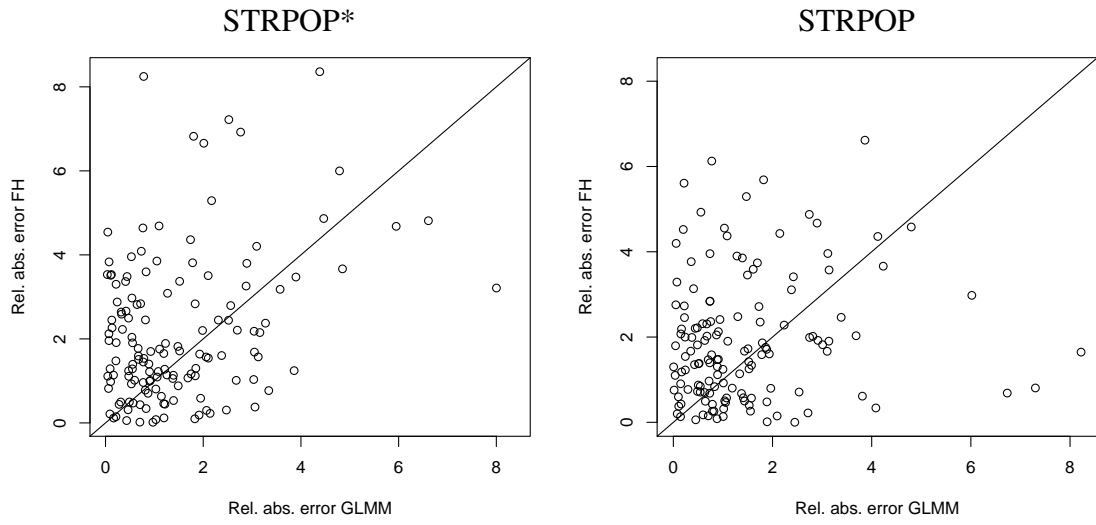 STRPOP*
8
6
4
2
0
Rel. abs. error FH
0 2 4 6 8
Rel. abs. error GLMM
STRPOP
8
6
4
2
0
Rel. abs. error FH
0 2 4 6 8
Rel. abs. error GLMM